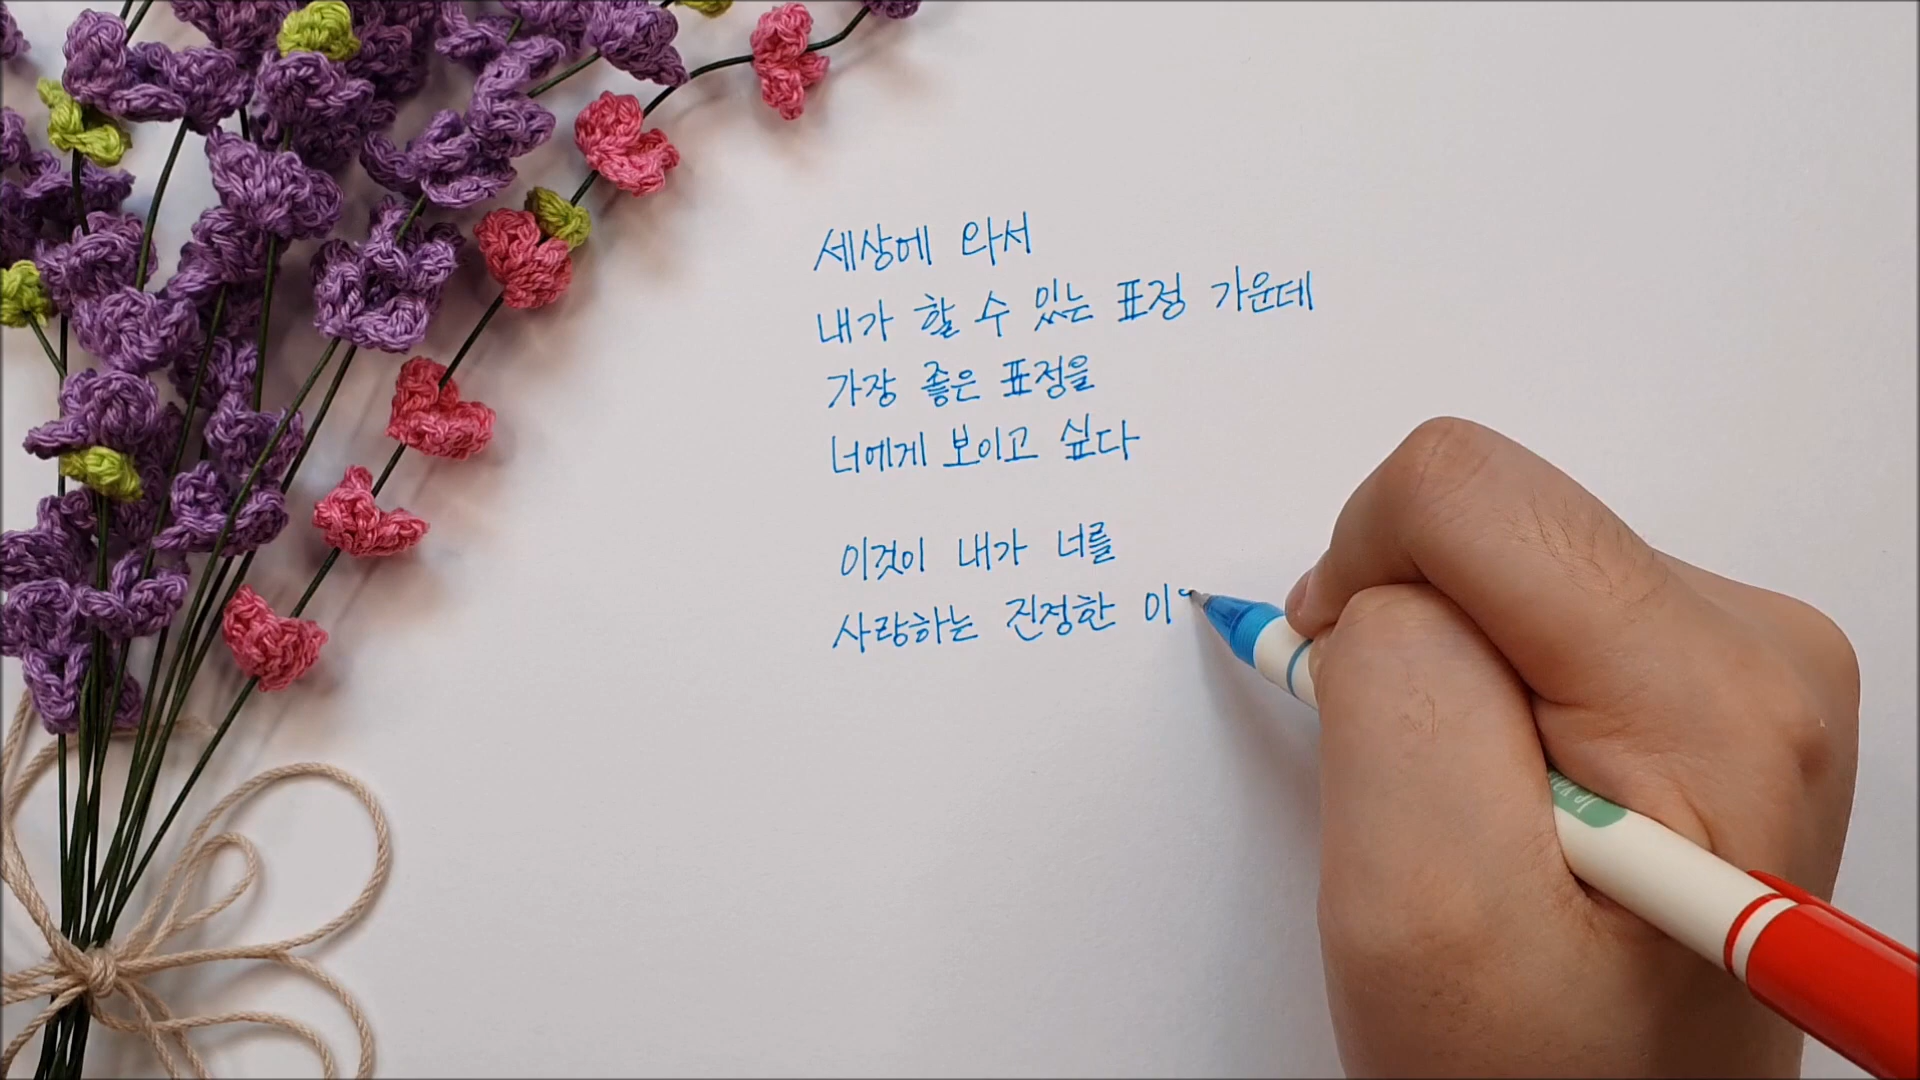 세상에 와서
내가 할 수 있는 표정 가운데
가장 좋은 표정을
너에게 보이고 싶다
이것이 내가 너를
사랑하는 진정한 이